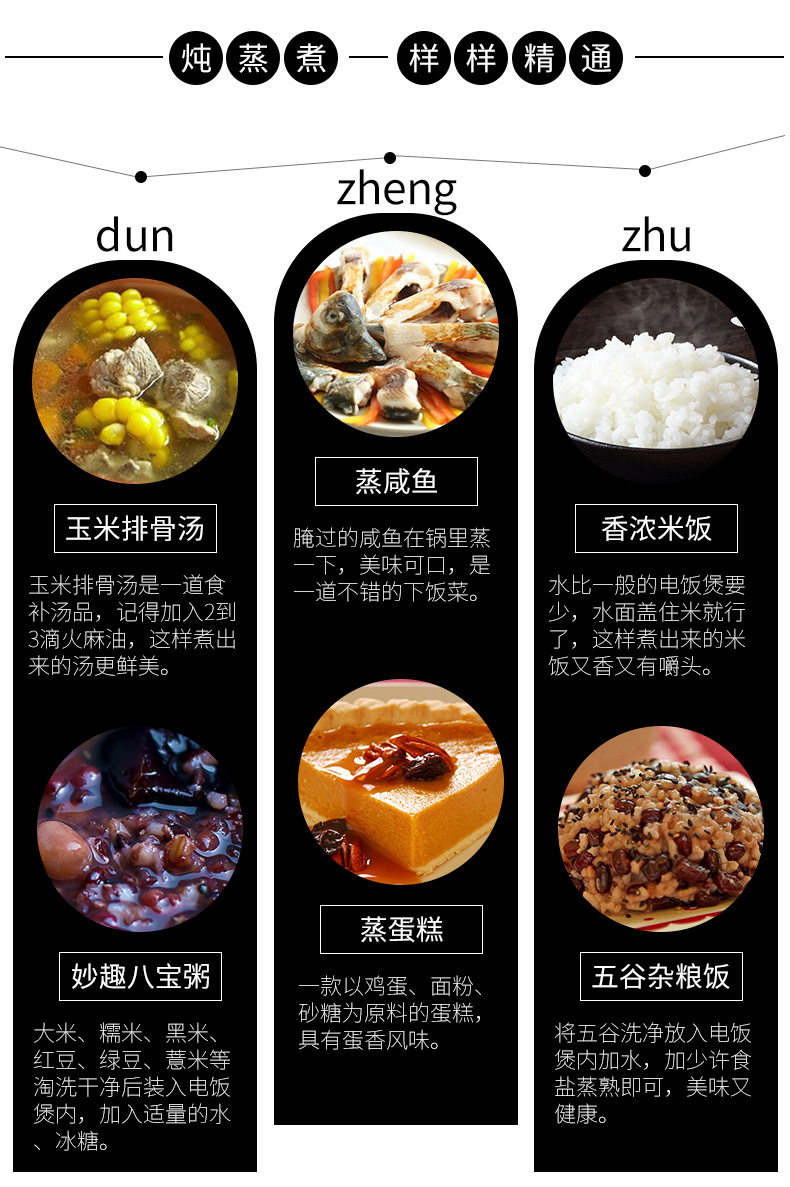 炖蒸煮 样样精通
dun
玉米排骨汤
玉米排骨汤是一道食
补汤品，记得加入2到
3滴火麻油，这样煮出
来的汤更鲜美。
妙趣八宝粥
大米、糯米、黑米、
红豆、绿豆、薏米等
淘洗干净后装入电饭
煲内，加入适量的水
、冰糖。
zheng
蒸咸鱼
腌过的咸鱼在锅里蒸
一下，美味可口，是
一道不错的下饭菜。
蒸蛋糕
一款以鸡蛋、面粉、
砂糖为原料的蛋糕，
具有蛋香风味。
zhu
香浓米饭
水比一般的电饭煲要
少，水面盖住米就行
了，这样煮出来的米
饭又香又有嚼头。
五谷杂粮饭
将五谷洗净放入电饭
煲内加水，加少许食
盐蒸熟即可，美味又
健康。